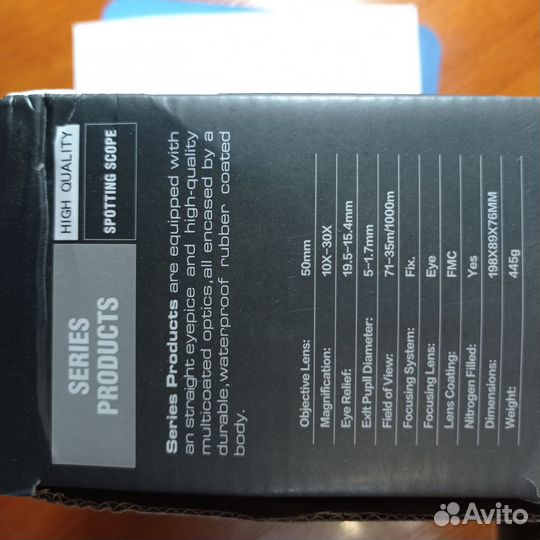 HIGH QUALITY
SPOTTING SCOPE
SERIES
PRODUCTS
Series Products are equipped with
an straight eyepice and high-quality
multicoated optics,all encased by a
durable,waterproof rubber coated
body.
Objective Lens: 50mm
Magnification: 10X-30X
Eye Relief: 19.5-15.4mm
Exit Pupil Diameter: 5-1.7mm
Field of View: 71-35m/1000m
Focusing System: Fix.
Focusing Lens: Eye
Lens Coating: FMC
Nitrogen Filled: Yes
Dimensions: 198X89X76MM
Weight: 445g
Avito